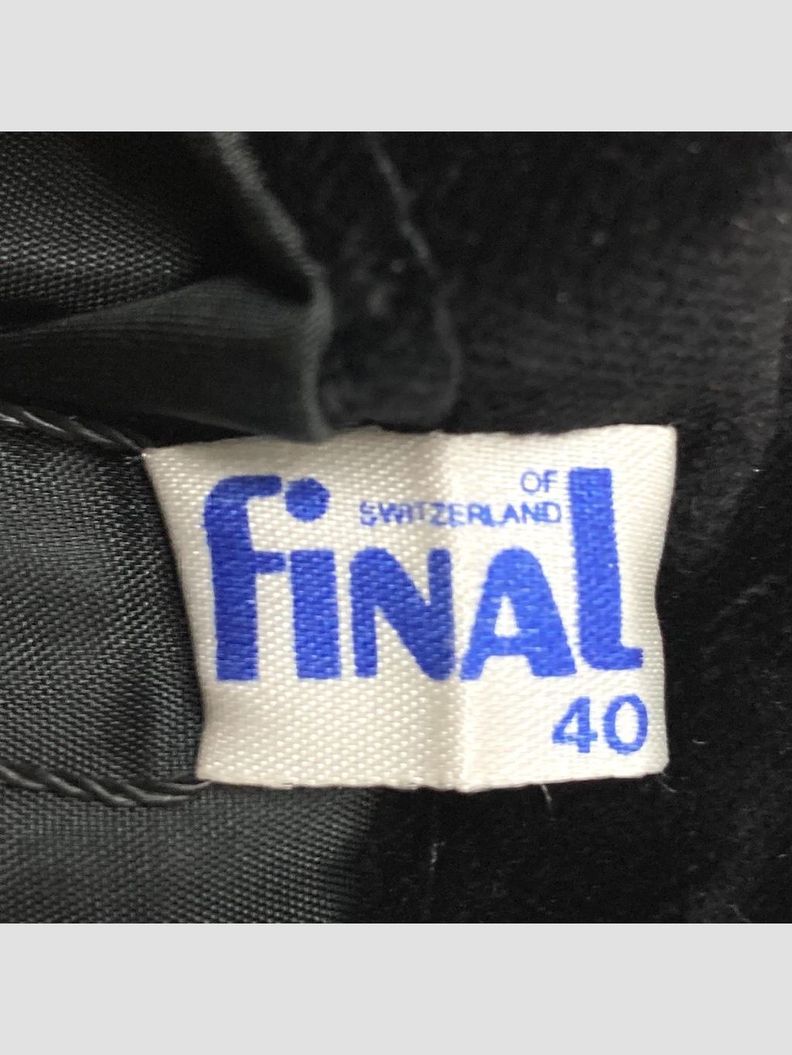 OF
SWITZERLAND
fiNAl
40